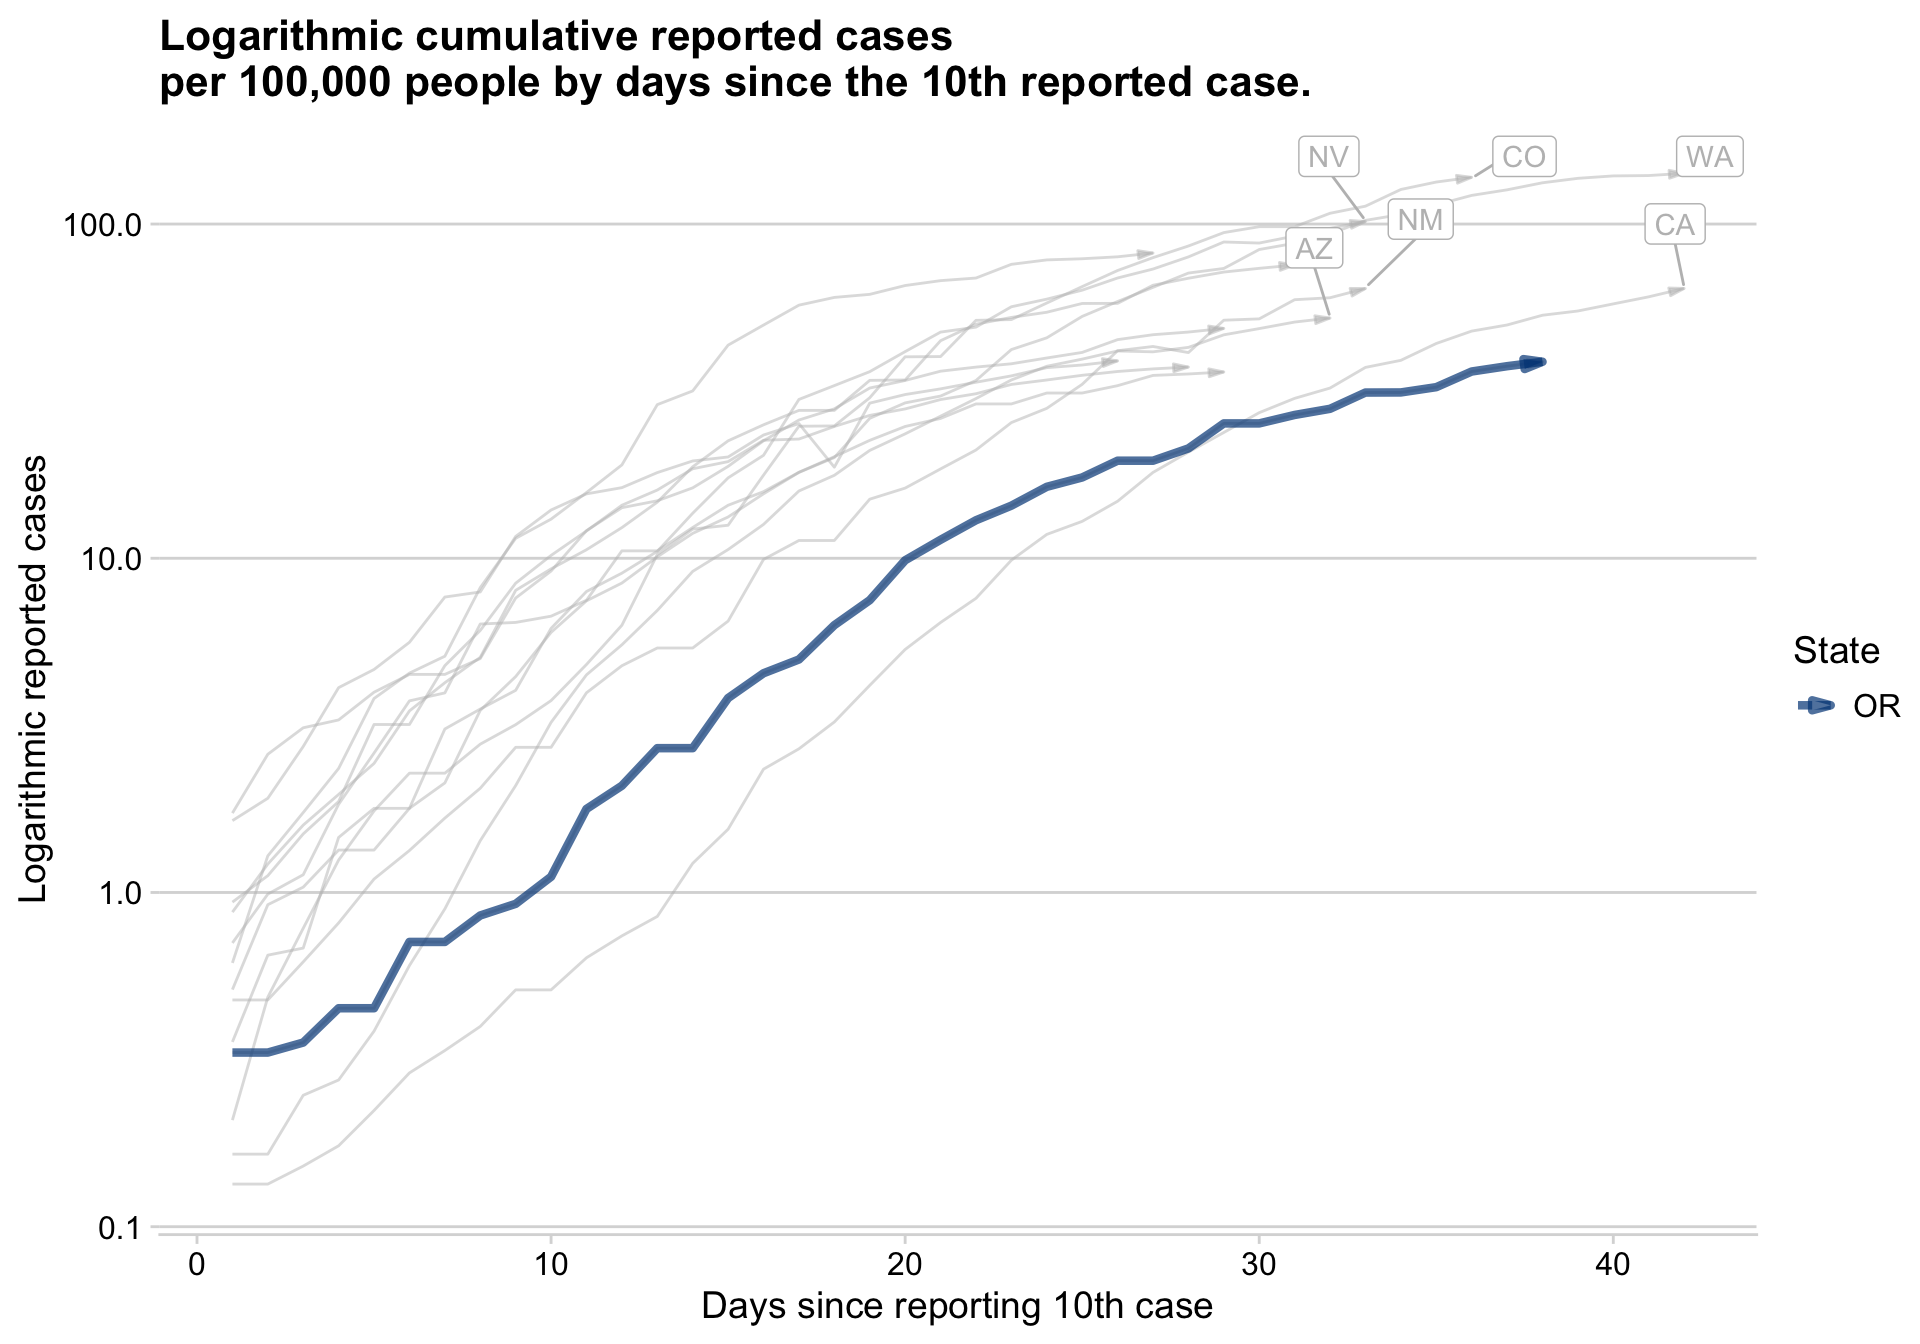 Logarithmic cumulative reported cases
per 100,000 people by days since the 10th reported case.
NV
CO
WA
NM
CA
AZ
100.0
10.0
1.0
0.1
Logarithmic reported cases
State
OR
0
10
20
30
40
Days since reporting 10th case